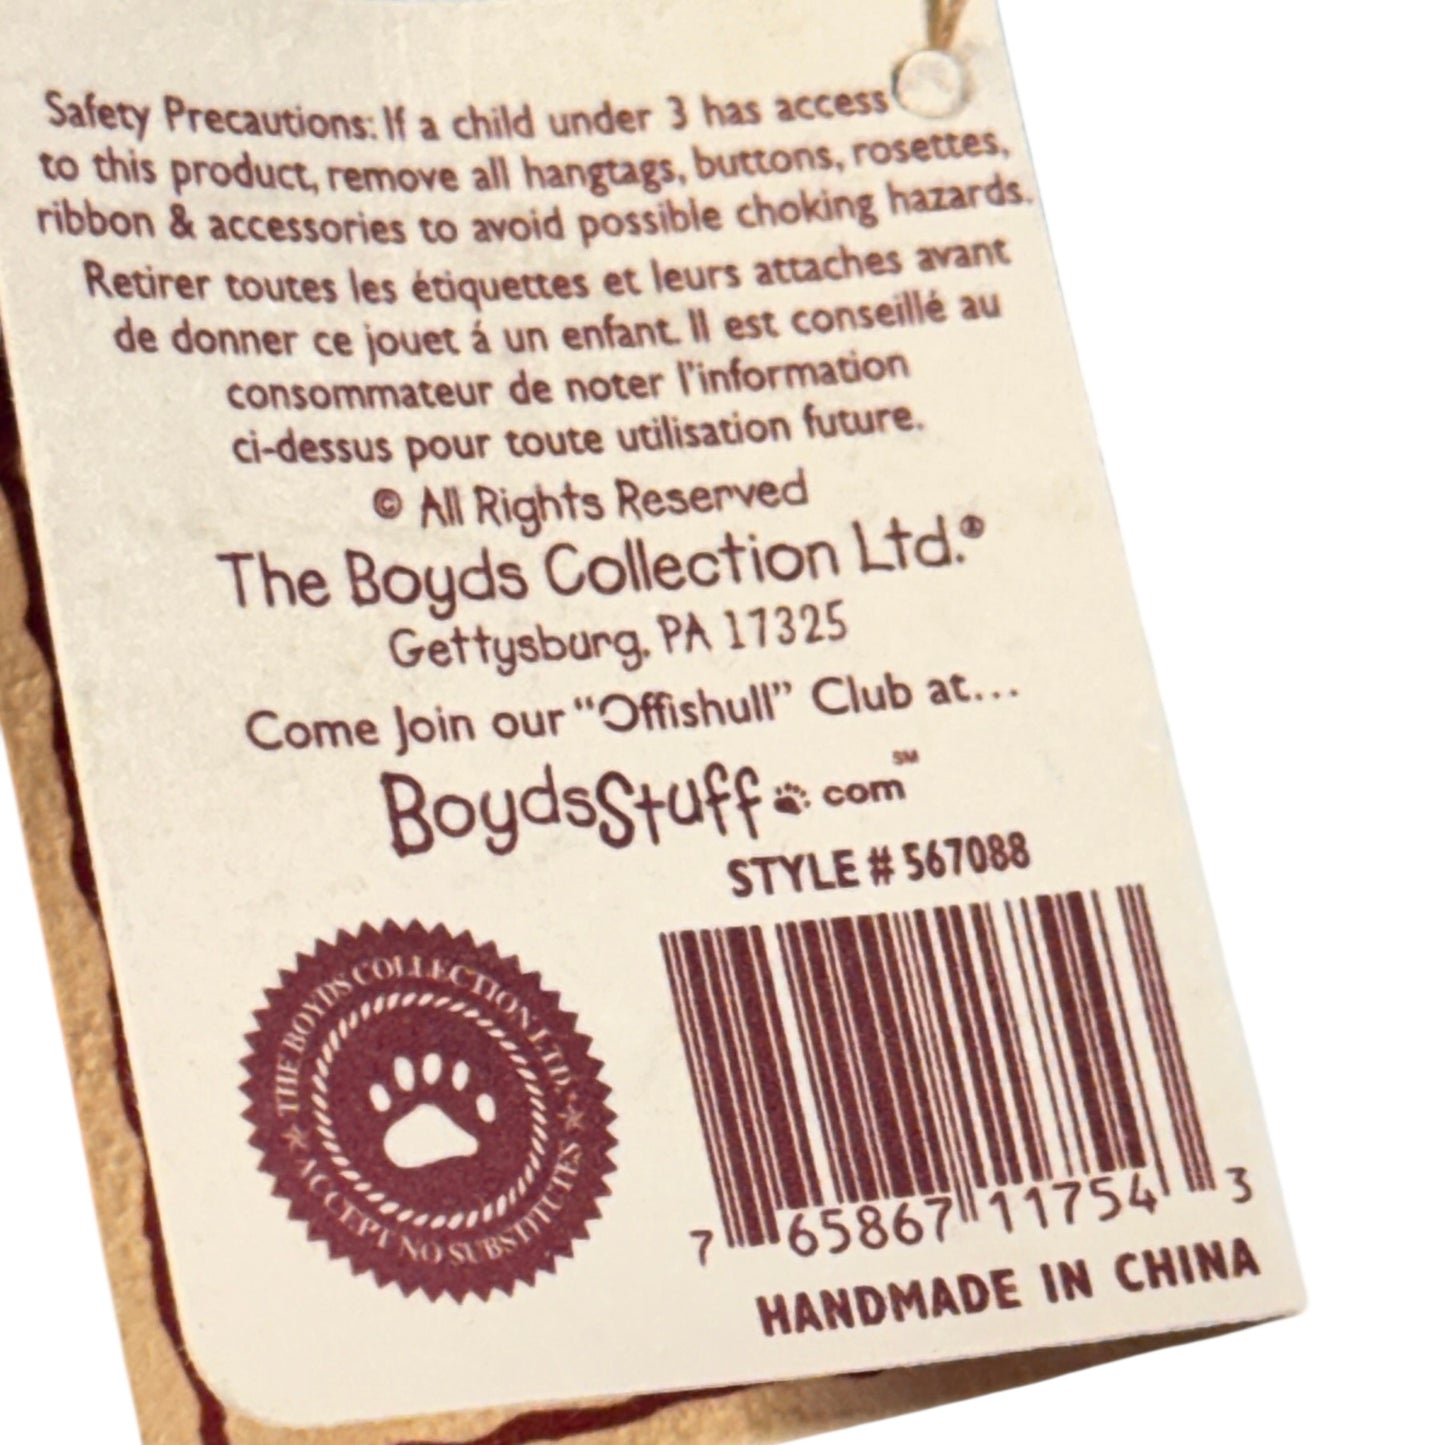 Safety Precautions: If a child under 3 has access
to this product, remove all hangtags, buttons, rosettes,
ribbon & accessories to avoid possible choking hazards.
Retirer toutes les étiquettes et leurs attaches avant
de donner ce jouet á un enfant. Il est conseillé au
consommateur de noter l'information
ci-dessus pour toute utilisation future.
© All Rights Reserved
The Boyds Collection Ltd.®
Gettysburg, PA 17325
Come Join our "Offishull" Club at...
BoydsStuff.com℠
STYLE # 567088
THE BOYDS COLLECTION LTD.
ACCEPT NO SUBSTITUTES
7 65867 11754 3
HANDMADE IN CHINA